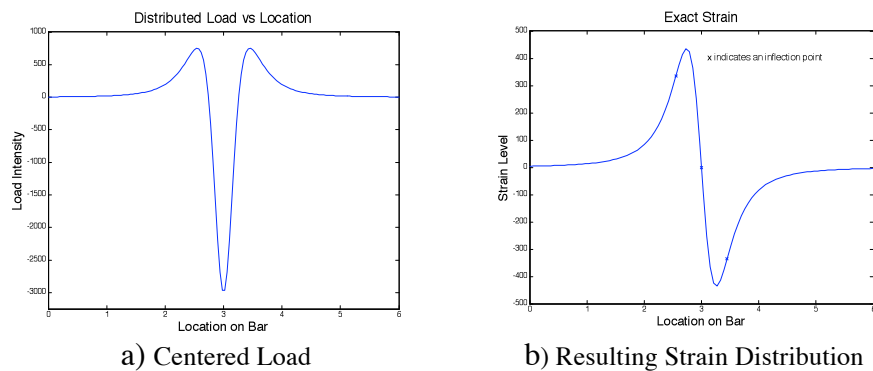 Distributed Load vs Location
1000
500
0
-500
-1000
-1500
-2000
-2500
-3000
Load Intensity
0 1 2 3 4 5 6
Location on Bar
a) Centered Load
Exact Strain
x indicates an inflection point
500
400
300
200
100
0
-100
-200
-300
-400
-500
Strain Level
0 1 2 3 4 5 6
Location on Bar
b) Resulting Strain Distribution